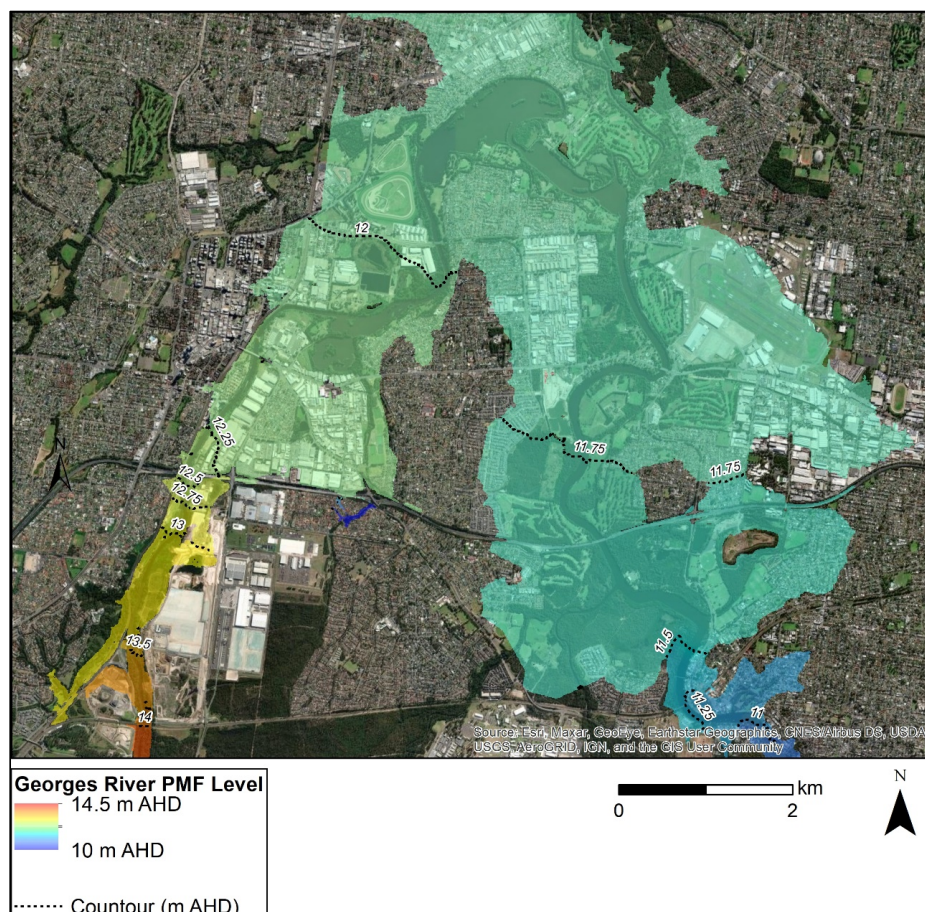 12
12.25
11.75
11.75
12.5
12.75
13
13.5
11.5
11.25
14
11
N
Source: Esri, Maxar, GeoEye, Earthstar Geographics, CNES/Airbus DS, USDA
USGS, AeroGRID, IGN, and the GIS User Community
Georges River PMF Level
14.5 m AHD
10 m AHD
Countour (m AHD)
km
0 2
N